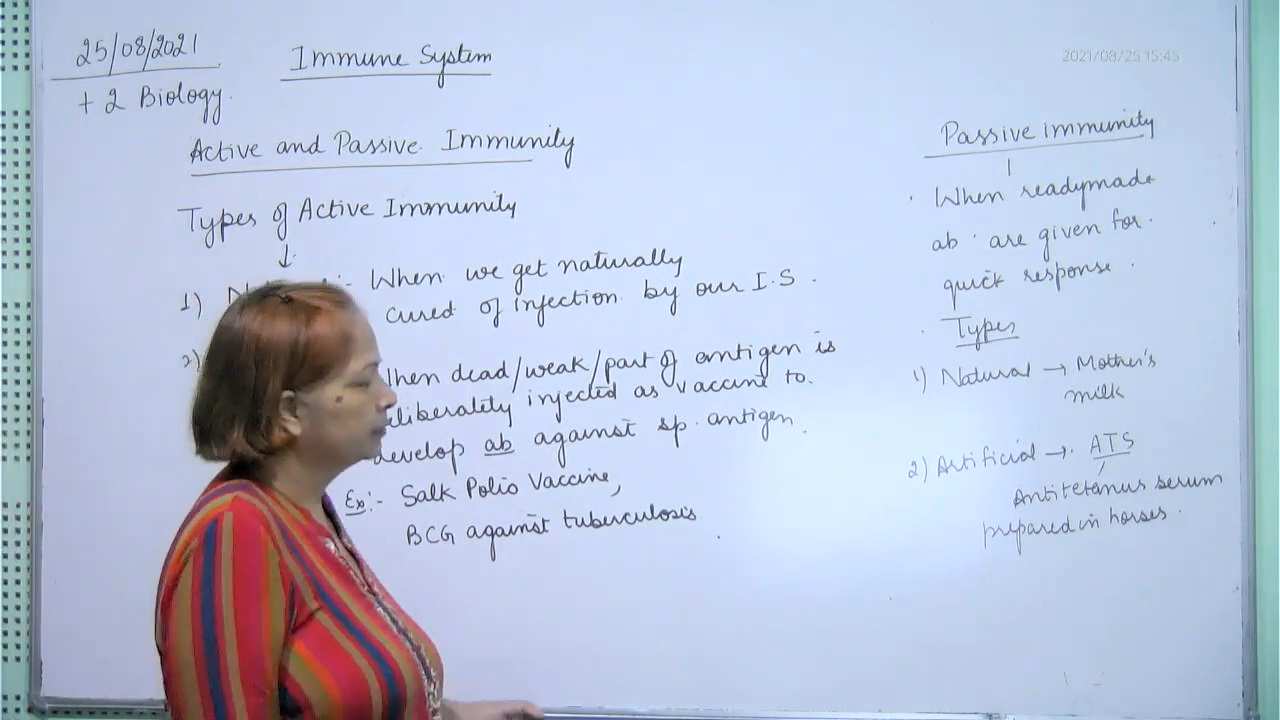 25/08/2021
+2 Biology.
Immune System
2021/08/25 15:45
Active and Passive Immunity
Types of Active Immunity
↓
1) :- When we get naturally
cured of infection by our I.S.
2) When dead/weak/part of antigen is
deliberately injected as vaccine to
develop ab against sp. antigen.
Ex:- Salk Polio Vaccine,
BCG against tuberculosis
Passive immunity
When readymade
ab are given for
quick response.
Types
1) Natural → Mother's
milk
2) Artificial → ATS
Antitetanus serum
prepared in horses.